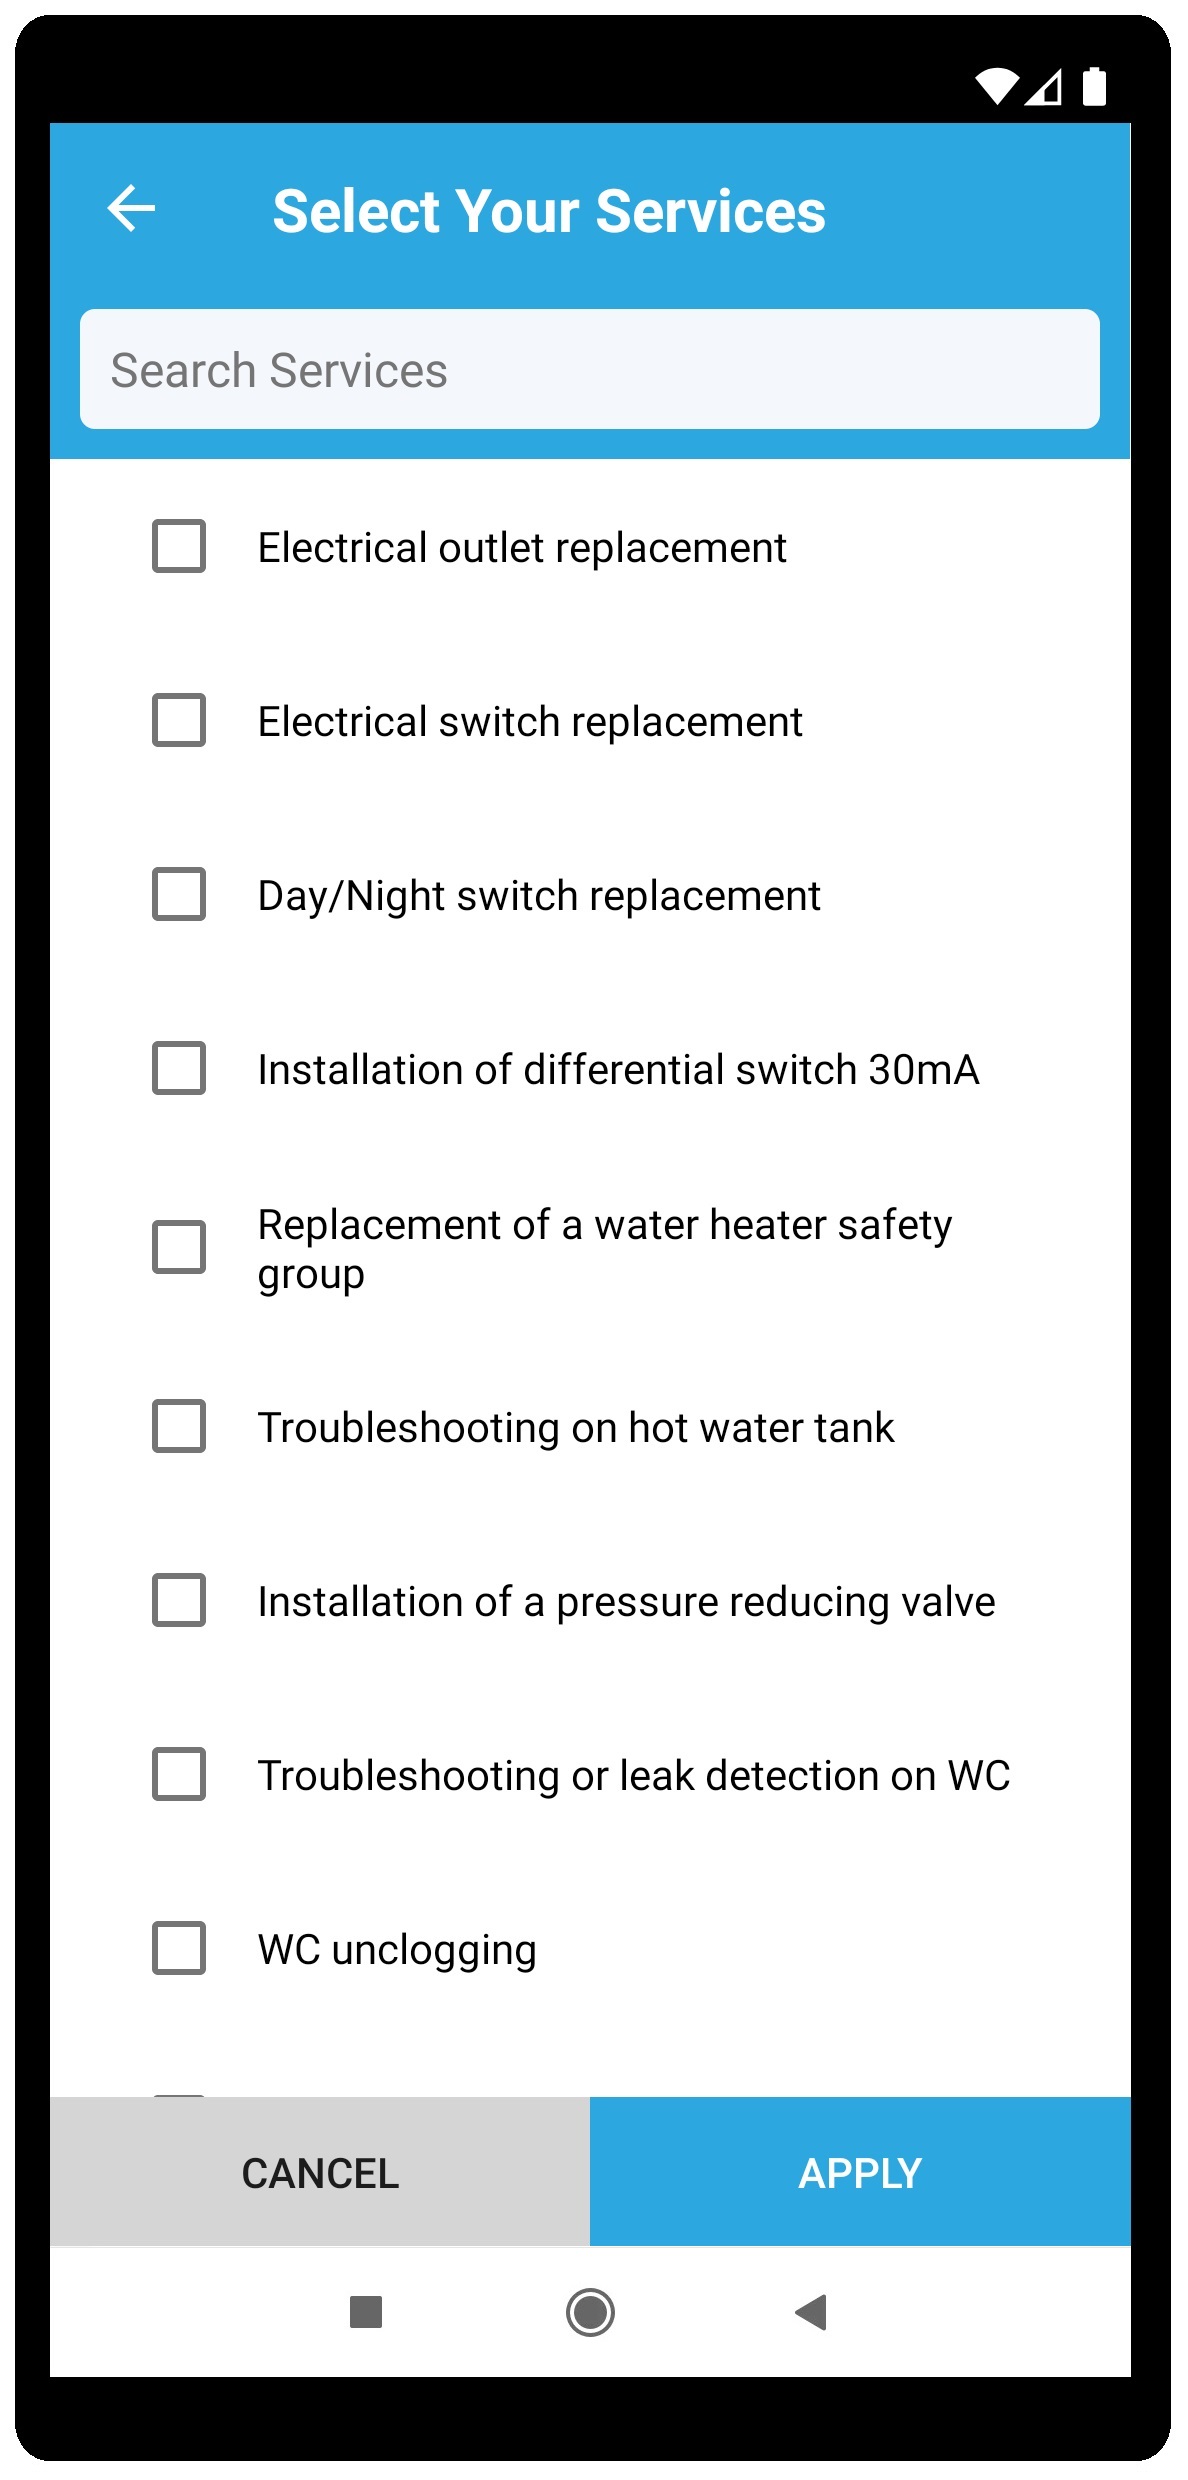 Select Your Services
Search Services
Electrical outlet replacement
Electrical switch replacement
Day/Night switch replacement
Installation of differential switch 30mA
Replacement of a water heater safety
group
Troubleshooting on hot water tank
Installation of a pressure reducing valve
Troubleshooting or leak detection on WC
WC unclogging
CANCEL
APPLY